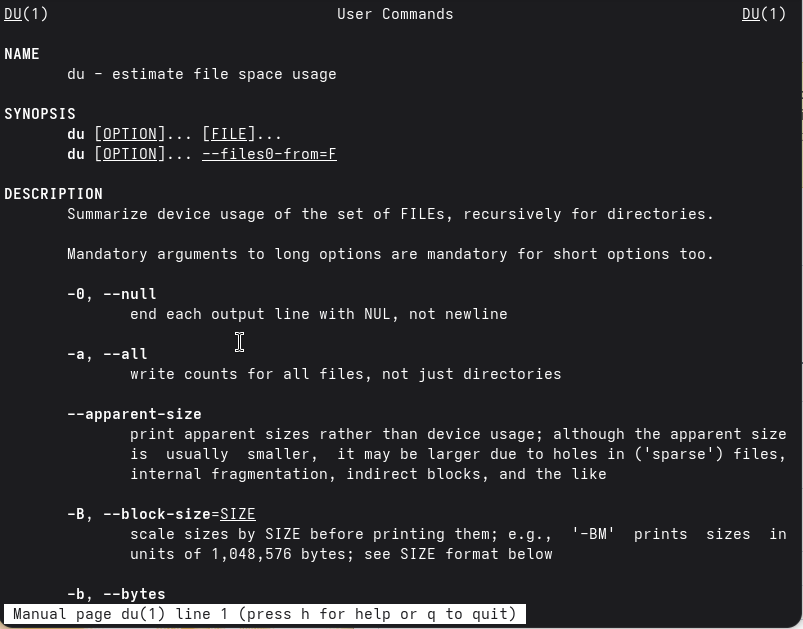 DU(1) User Commands DU(1)
NAME
du - estimate file space usage
SYNOPSIS
du [OPTION]... [FILE]...
du [OPTION]... --files0-from=F
DESCRIPTION
Summarize device usage of the set of FILEs, recursively for directories.
Mandatory arguments to long options are mandatory for short options too.
-0, --null
end each output line with NUL, not newline
-a, --all
write counts for all files, not just directories
--apparent-size
print apparent sizes rather than device usage; although the apparent size
is usually smaller, it may be larger due to holes in ('sparse') files,
internal fragmentation, indirect blocks, and the like
-B, --block-size=SIZE
scale sizes by SIZE before printing them; e.g., '-BM' prints sizes in
units of 1,048,576 bytes; see SIZE format below
-b, --bytes
Manual page du(1) line 1 (press h for help or q to quit)